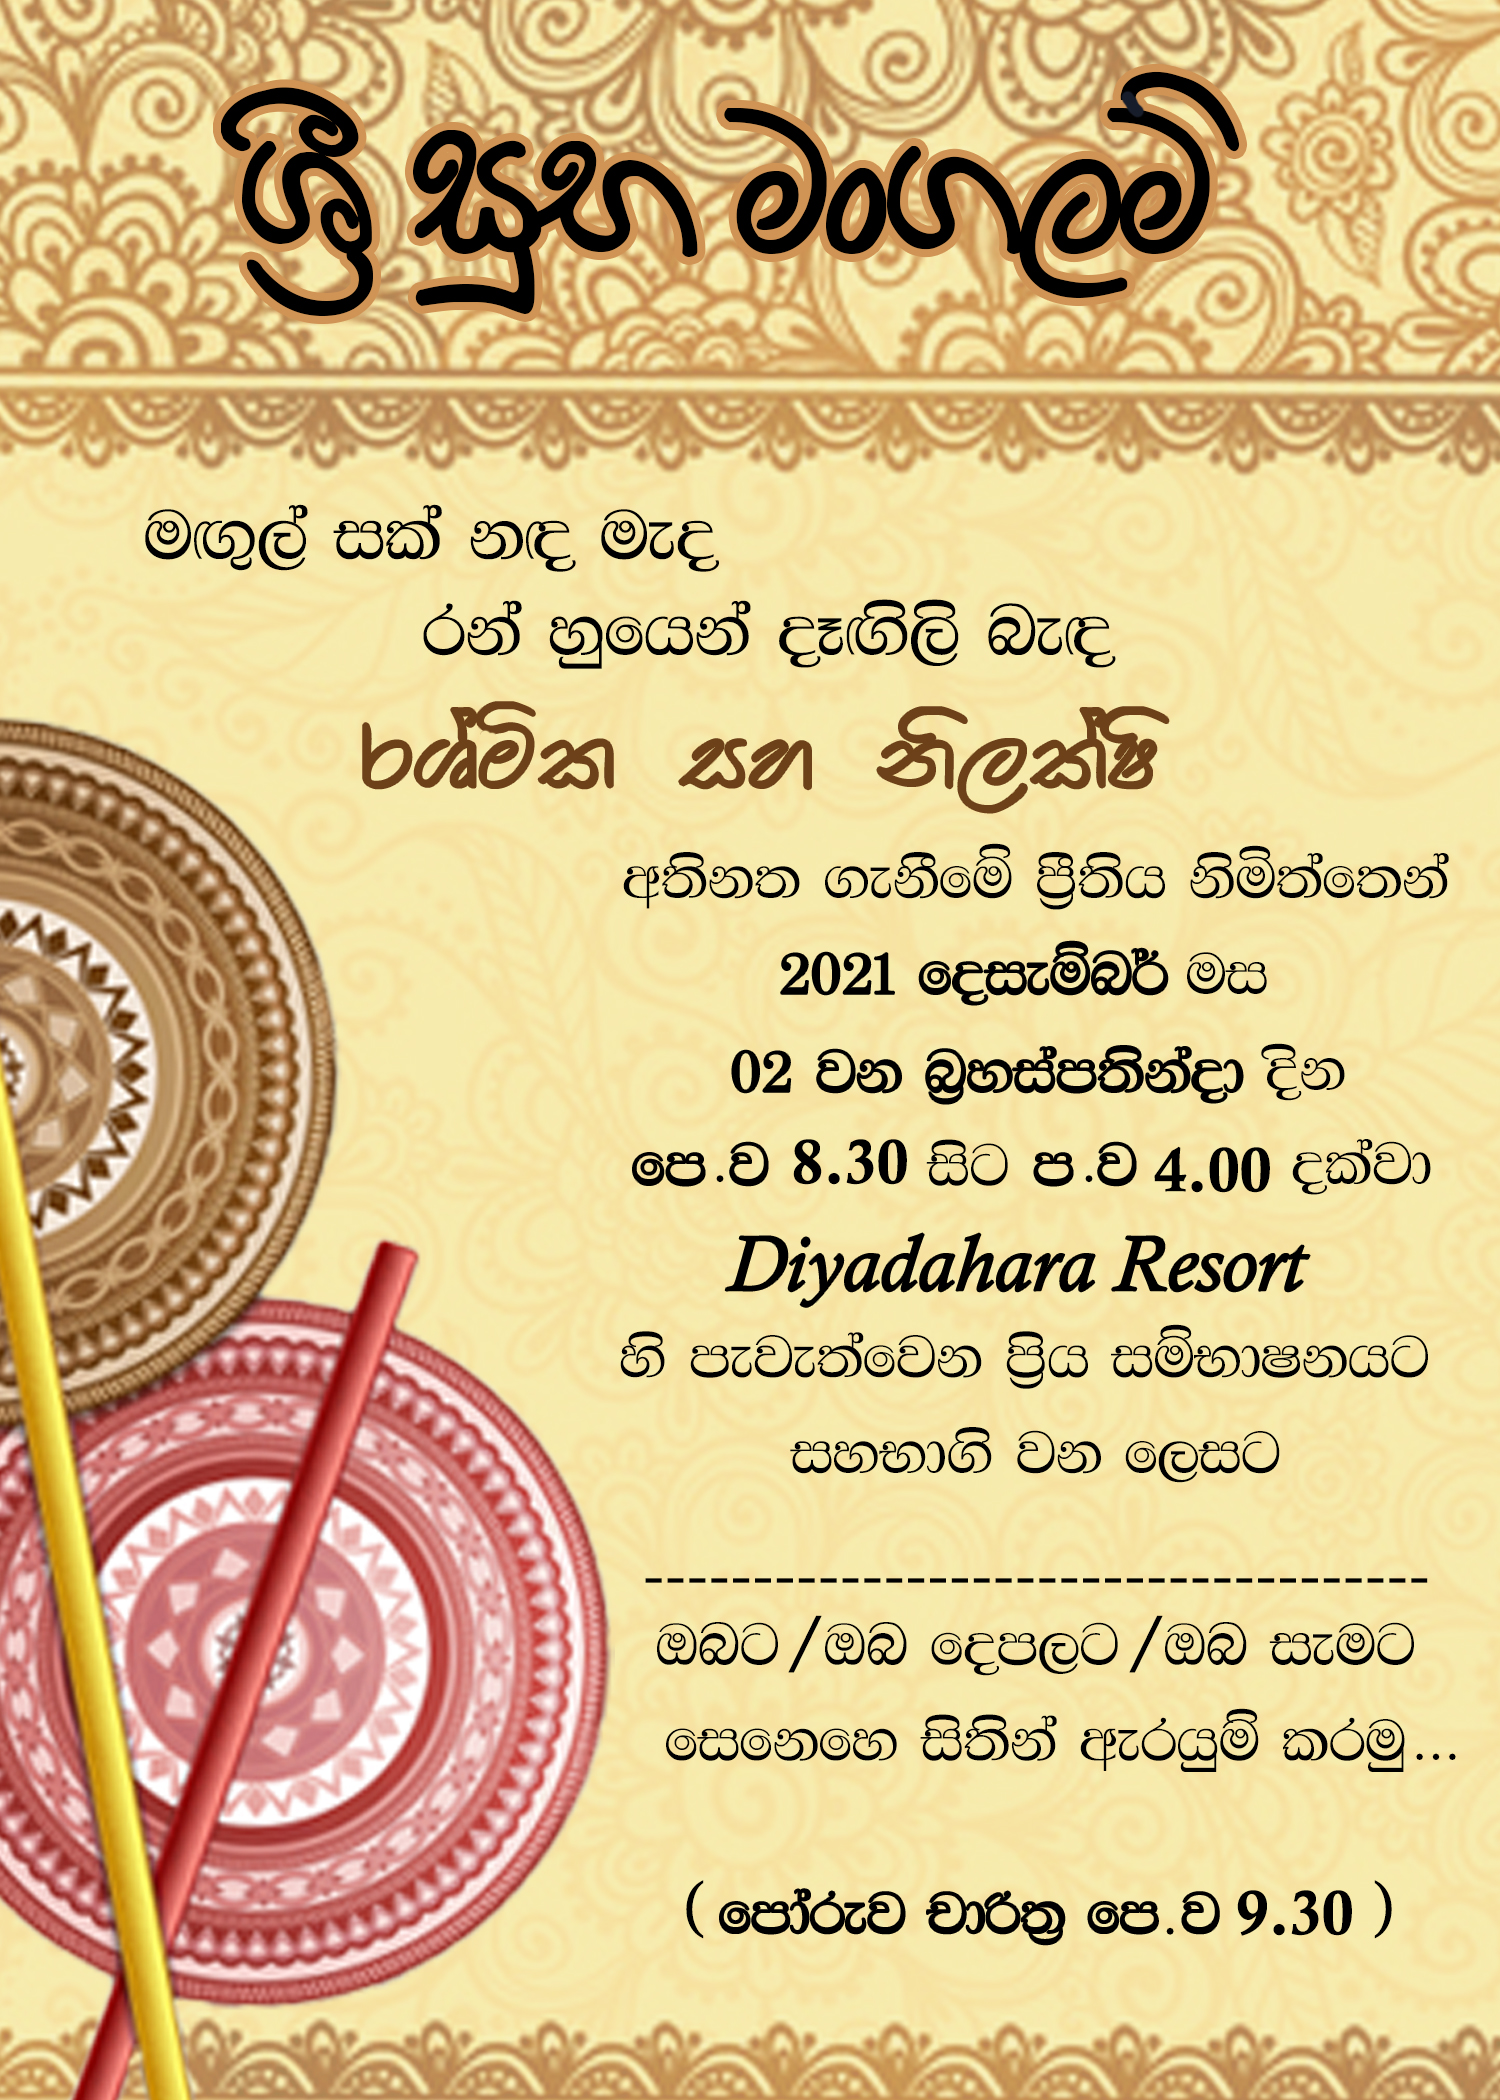 ශ්‍රී සුභ මංගලම්
මඟුල් සක් නඳ මැද
රන් හුයෙන් දෑඟිලි බැඳ
රශ්මික සහ නිලක්ෂි
අතිනත ගැනීමේ ප්‍රීතිය නිමිත්තෙන්
2021 දෙසැම්බර් මස
02 වන බ්‍රහස්පතින්දා දින
පෙ.ව 8.30 සිට ප.ව 4.00 දක්වා
Diyadahara Resort
හි පැවැත්වෙන ප්‍රිය සම්භාෂනයට
සහභාගි වන ලෙසට
------------------------------------
ඔබට/ඔබ දෙපලට/ඔබ සැමට
සෙනෙහෙ සිතින් ඇරයුම් කරමු...
( පෝරුව චාරිත්‍ර පෙ.ව 9.30 )